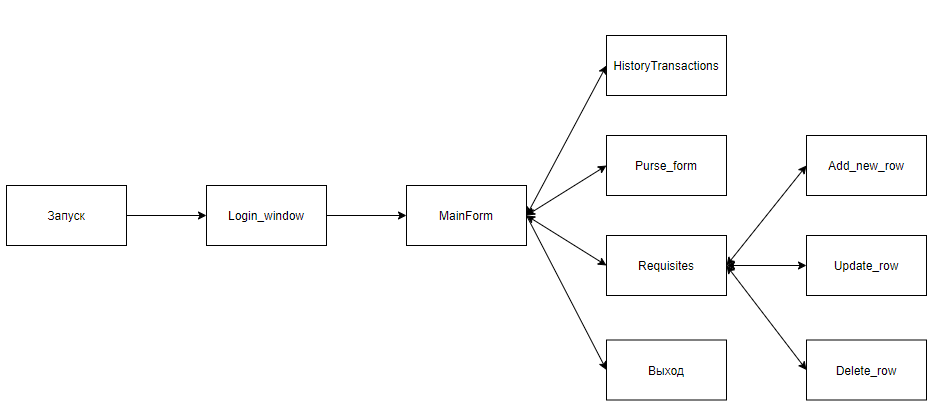 Запуск
Login_window
MainForm
HistoryTransactions
Purse_form
Requisites
Выход
Add_new_row
Update_row
Delete_row